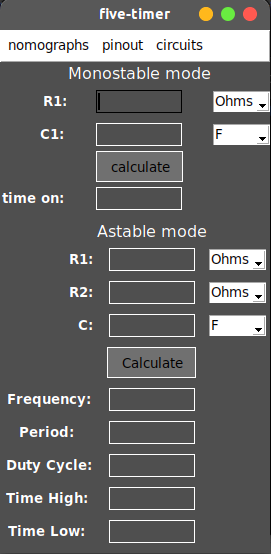 five-timer
nomographs pinout circuits
Monostable mode
R1: Ohms
C1: F
calculate
time on:
Astable mode
R1: Ohms
R2: Ohms
C: F
Calculate
Frequency:
Period:
Duty Cycle:
Time High:
Time Low: